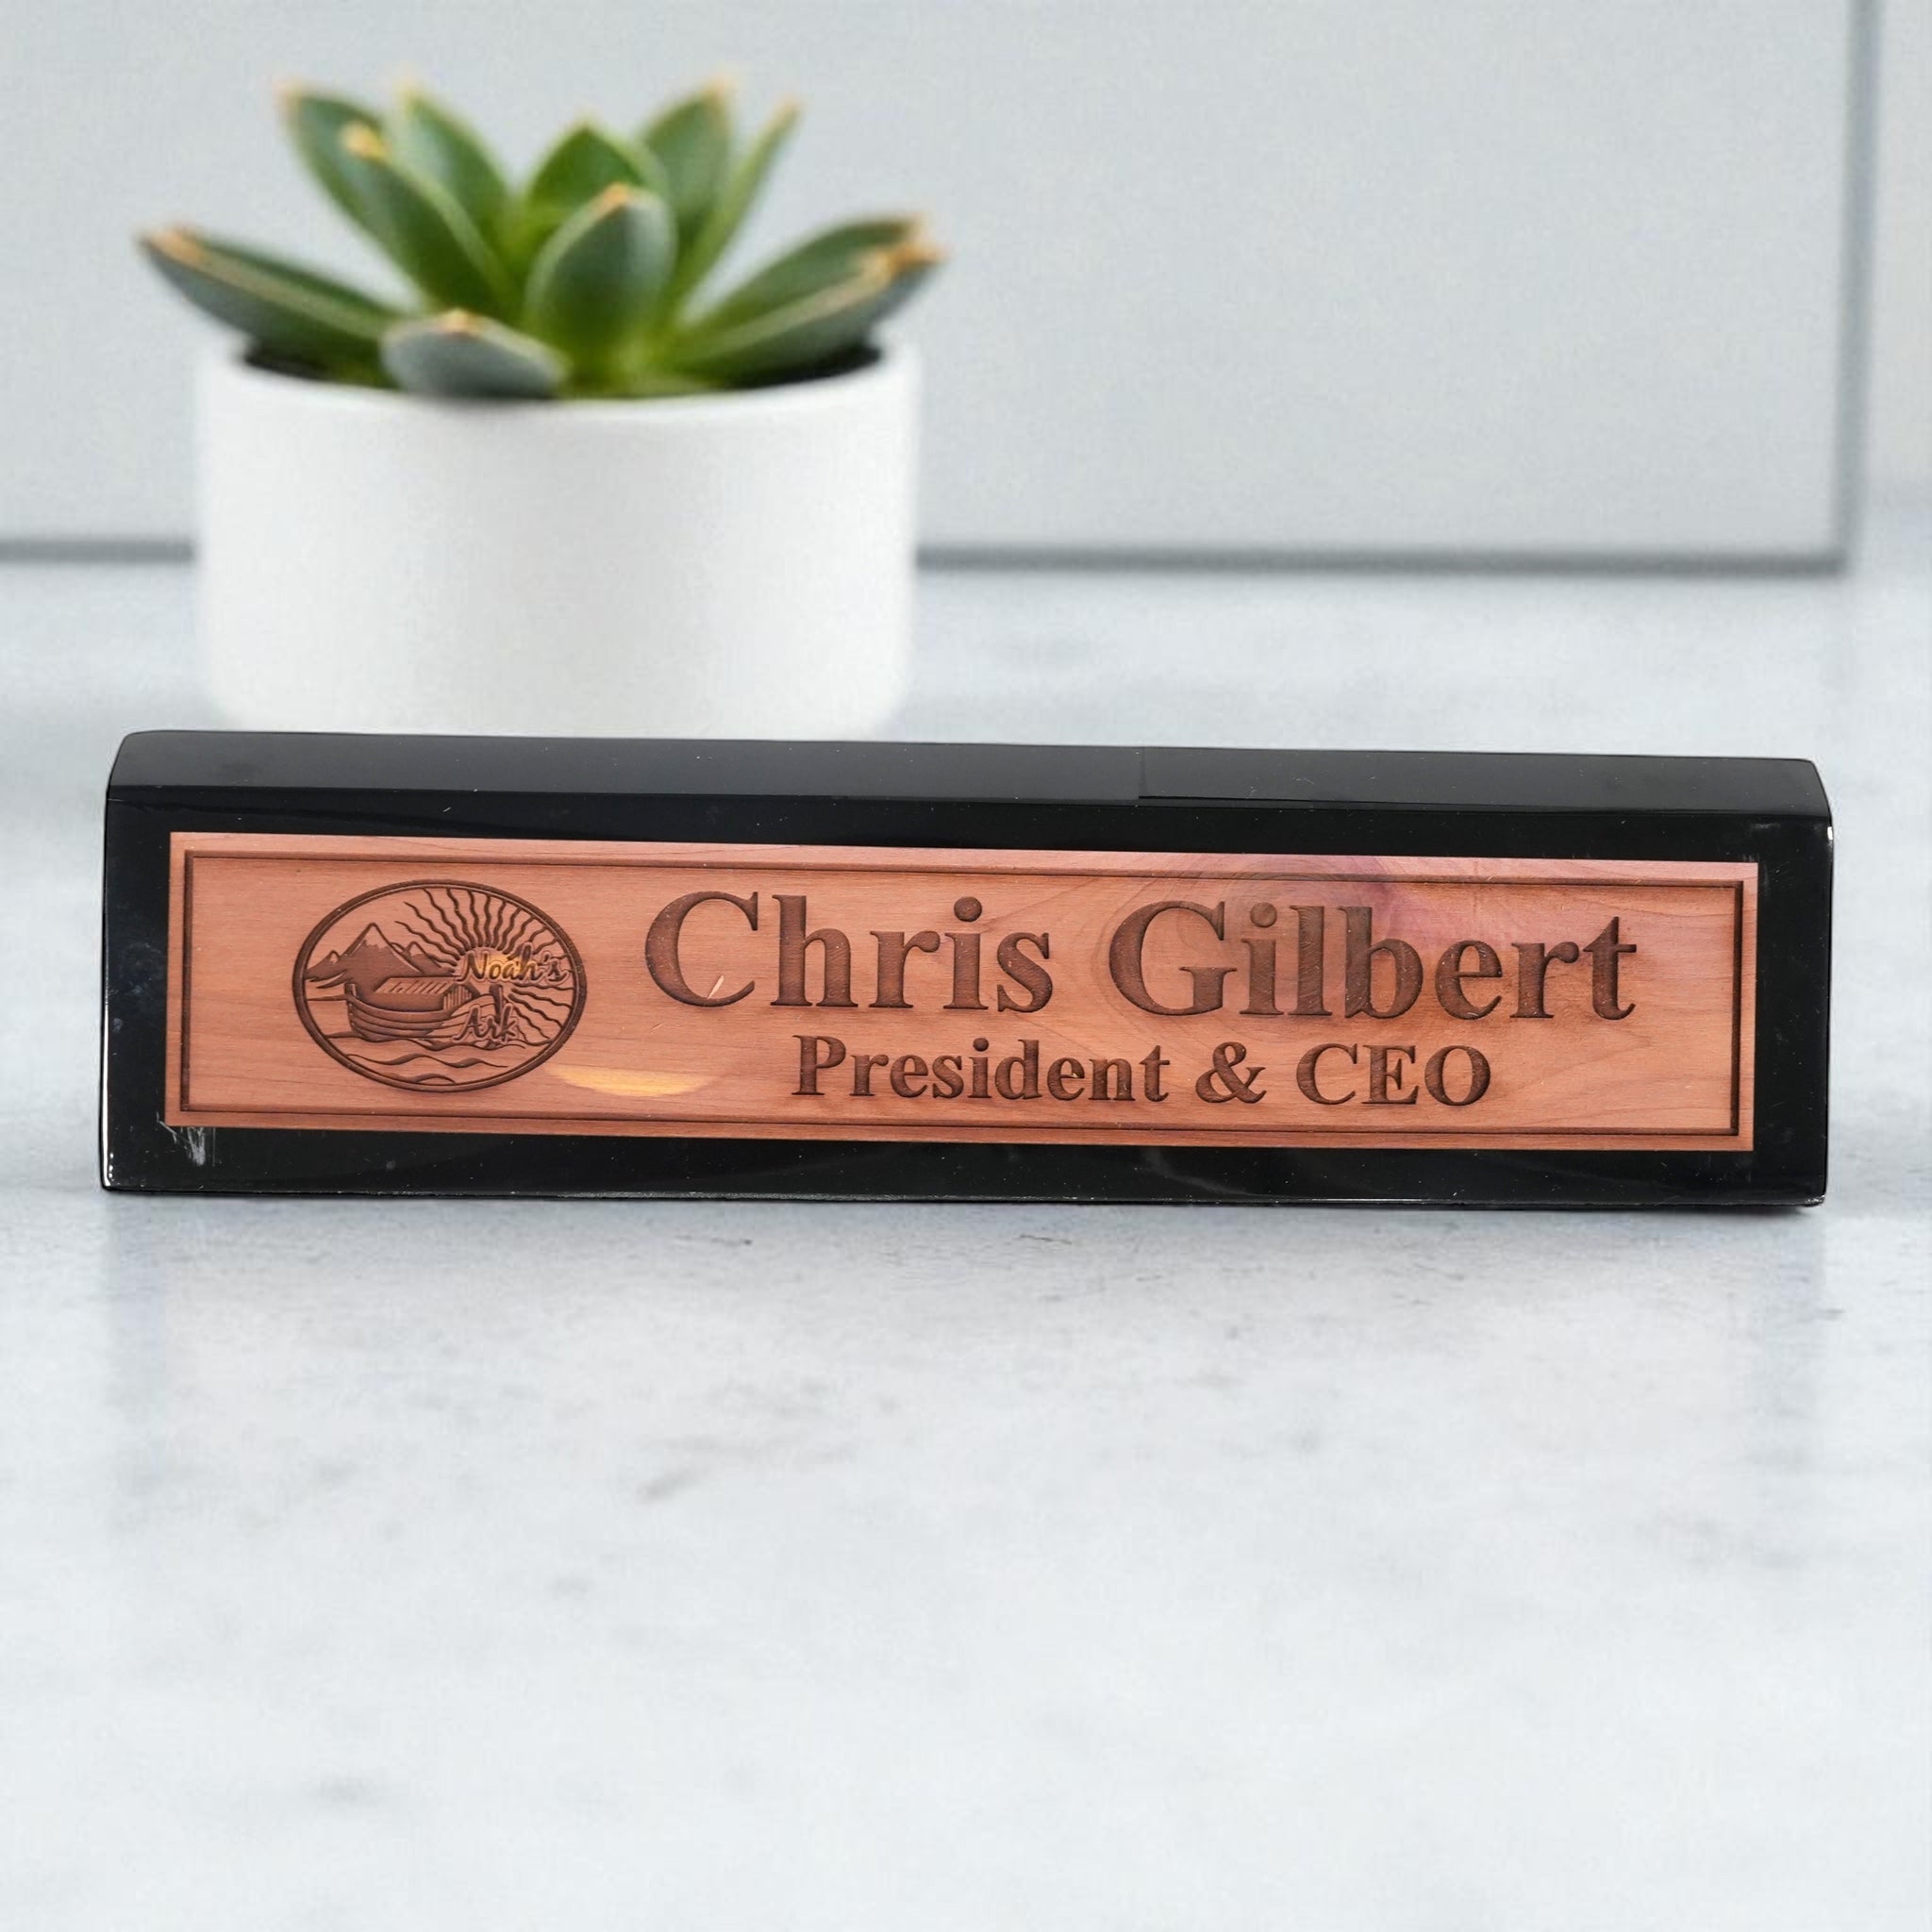 Noah's
Ark
Chris Gilbert
President & CEO